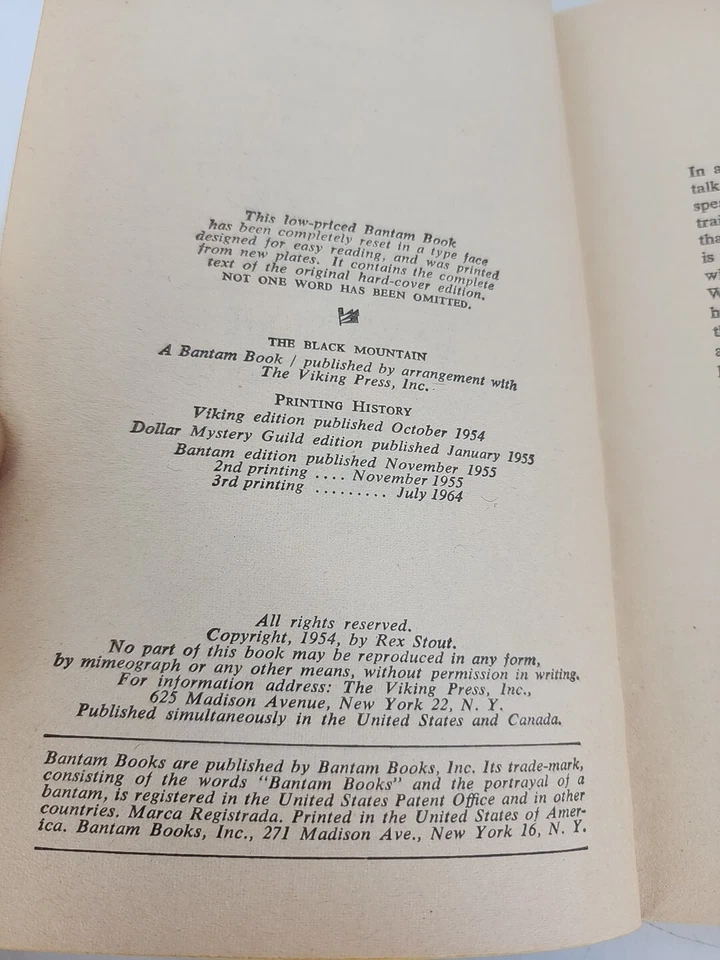 This low-priced Bantam Book
has been completely reset in a type face
designed for easy reading, and was printed
from new plates. It contains the complete
text of the original hard-cover edition.
NOT ONE WORD HAS BEEN OMITTED.
THE BLACK MOUNTAIN
A Bantam Book / published by arrangement with
The Viking Press, Inc.
PRINTING HISTORY
Viking edition published October 1954
Dollar Mystery Guild edition published January 1955
Bantam edition published November 1955
2nd printing .... November 1955
3rd printing ......... July 1964
All rights reserved.
Copyright, 1954, by Rex Stout.
No part of this book may be reproduced in any form,
by mimeograph or any other means, without permission in writing.
For information address: The Viking Press, Inc.,
625 Madison Avenue, New York 22, N. Y.
Published simultaneously in the United States and Canada.
Bantam Books are published by Bantam Books, Inc. Its trade-mark,
consisting of the words "Bantam Books" and the portrayal of a
bantam, is registered in the United States Patent Office and in other
countries. Marca Registrada. Printed in the United States of Amer-
ica. Bantam Books, Inc., 271 Madison Ave., New York 16, N. Y.
In a
talk
is